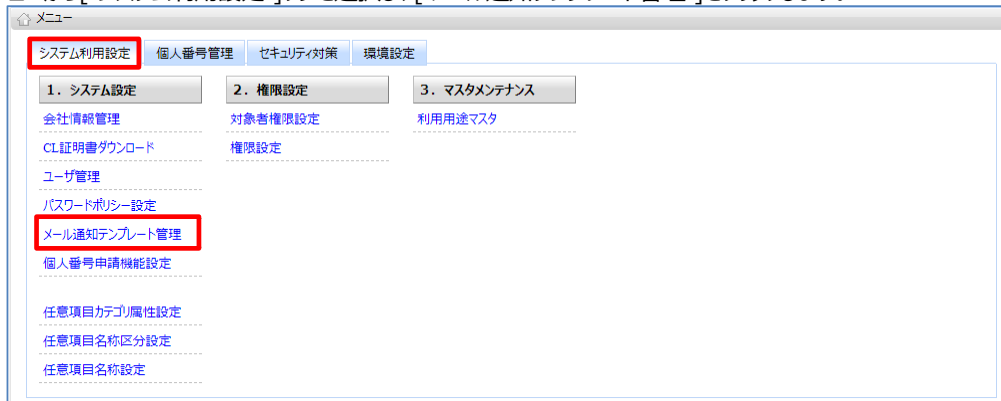 メニュー
システム利用設定 個人番号管理 セキュリティ対策 環境設定
1. システム設定 2. 権限設定 3. マスタメンテナンス
会社情報管理 対象者権限設定 利用用途マスタ
CL証明書ダウンロード 権限設定
ユーザ管理
パスワードポリシー設定
メール通知テンプレート管理
個人番号申請機能設定
任意項目カテゴリ属性設定
任意項目名称区分設定
任意項目名称設定